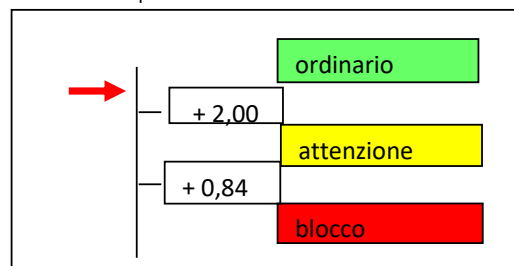 ordinario
+ 2,00
attenzione
+ 0,84
blocco